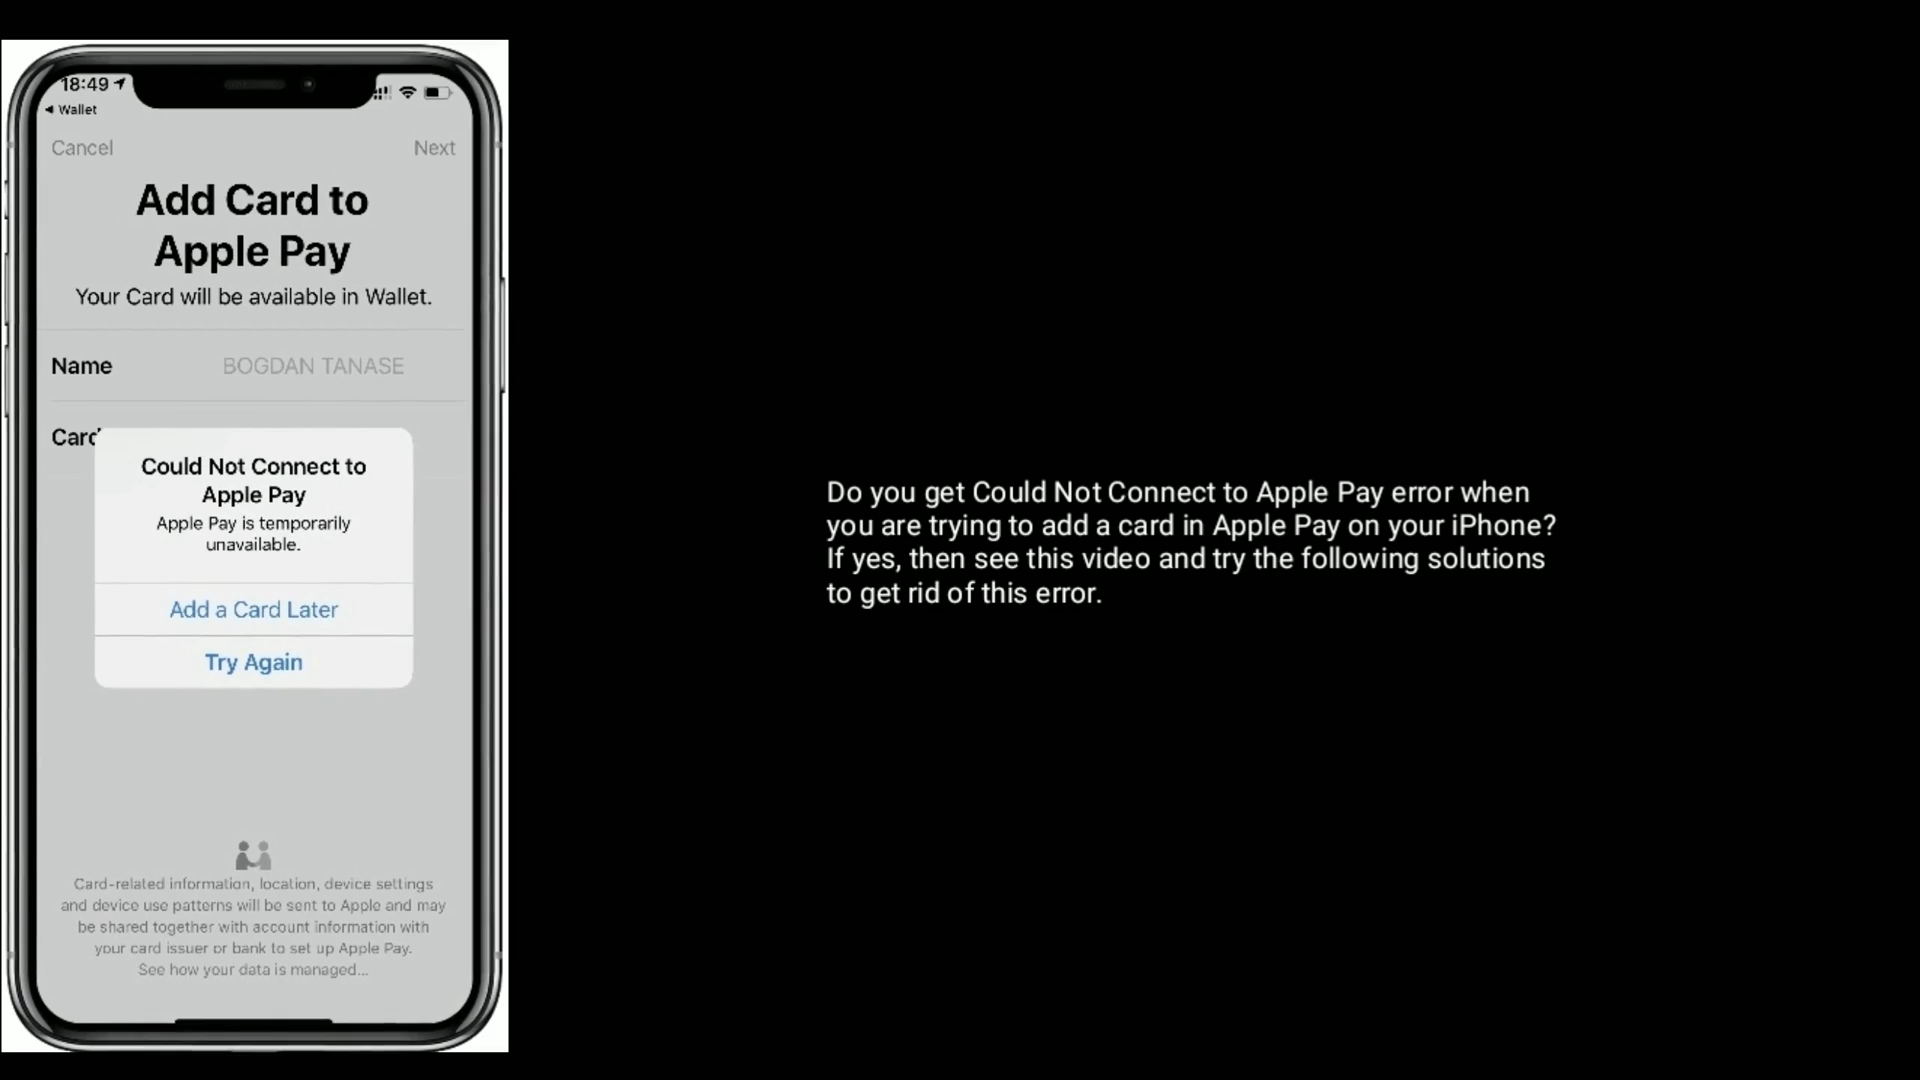 18:49
Wallet
Cancel
Next
Add Card to
Apple Pay
Your Card will be available in Wallet.
Name
BOGDAN TANASE
Card
Could Not Connect to
Apple Pay
Apple Pay is temporarily
unavailable.
Add a Card Later
Try Again
Card-related information, location, device settings
and device use patterns will be sent to Apple and may
be shared together with account information with
your card issuer or bank to set up Apple Pay.
See how your data is managed...
Do you get Could Not Connect to Apple Pay error when
you are trying to add a card in Apple Pay on your iPhone?
If yes, then see this video and try the following solutions
to get rid of this error.